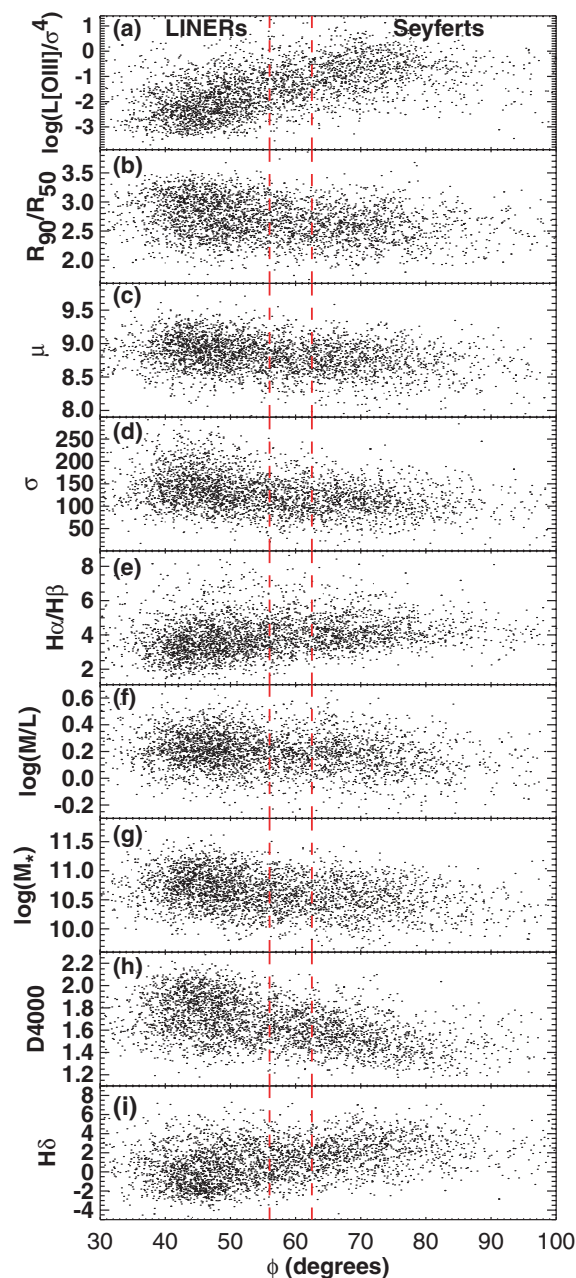 (a) LINERs Seyferts
log(L[OIII]/σ⁴)
1
0
-1
-2
-3
(b)
R₉₀/R₅₀
3.5
3.0
2.5
2.0
(c)
μ
9.5
9.0
8.5
8.0
(d)
σ
250
200
150
100
50
(e)
Hα/Hβ
8
6
4
2
(f)
log(M/L)
0.6
0.4
0.2
0.0
-0.2
(g)
log(M*)
11.5
11.0
10.5
10.0
(h)
D4000
2.2
2.0
1.8
1.6
1.4
1.2
(i)
Hδ
8
6
4
2
0
-2
-4
30 40 50 60 70 80 90 100
ϕ (degrees)